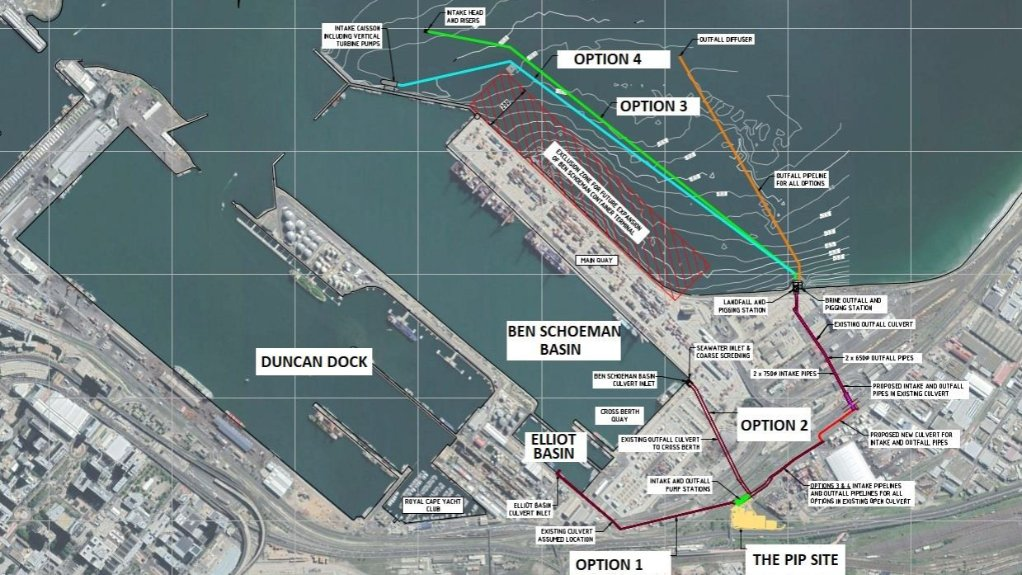 INTAKE HEAD
AND RISERS
INTAKE CAISSON
INCLUDING VERTICAL
TURBINE PUMPS
OUTFALL DIFFUSER
OPTION 4
OPTION 3
EXCLUSION ZONE FOR FUTURE EXPANSION
OF BEN SCHOEMAN CONTAINER TERMINAL
OUTFALL PIPELINE
FOR ALL OPTIONS
MAIN QUAY
LANDFALL AND
PIGGING STATION
BRINE OUTFALL AND
PIGGING STATION
EXISTING OUTFALL CULVERT
BEN SCHOEMAN
BASIN
DUNCAN DOCK
SEAWATER INLET &
COARSE SCREENING
2 x 650Ø OUTFALL PIPES
2 x 750Ø INTAKE PIPES
BEN SCHOEMAN BASIN
CULVERT INLET
PROPOSED INTAKE AND OUTFALL
PIPES IN EXISTING CULVERT
CROSS BERTH
QUAY
OPTION 2
ELLIOT
BASIN
EXISTING OUTFALL CULVERT
TO CROSS BERTH
PROPOSED NEW CULVERT FOR
INTAKE AND OUTFALL PIPES
INTAKE AND OUTFALL
PUMP STATIONS
OPTIONS 3 & 4 INTAKE PIPELINES
AND OUTFALL PIPELINES FOR ALL
OPTIONS IN EXISTING OPEN CULVERT
ROYAL CAPE YACHT
CLUB
ELLIOT BASIN
CULVERT INLET
EXISTING CULVERT
ASSUMED LOCATION
OPTION 1
THE PIP SITE